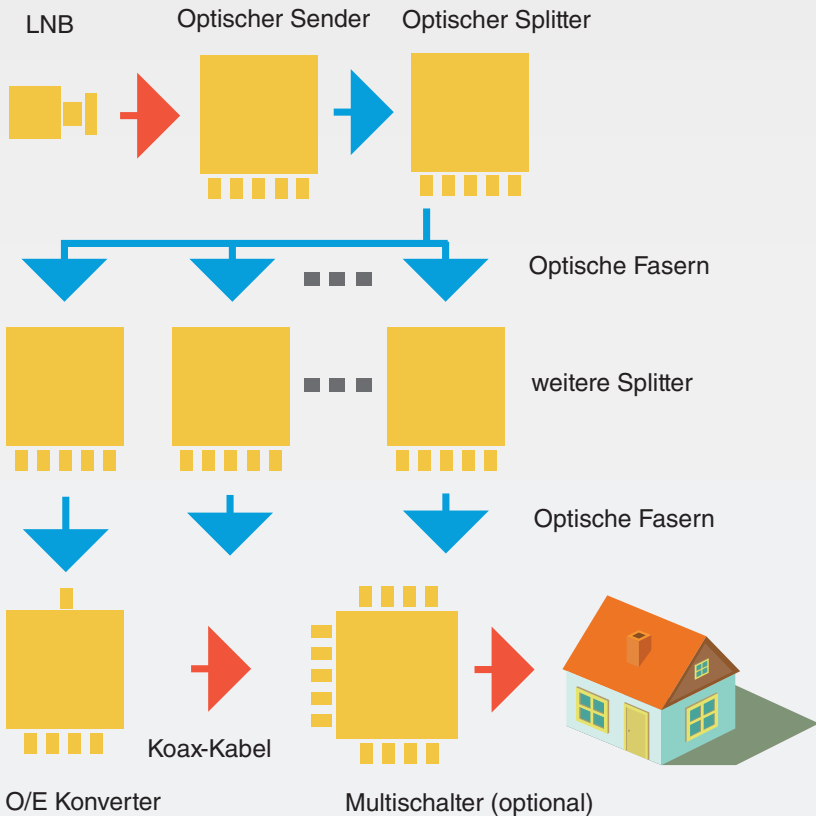 LNB
Optischer Sender
Optischer Splitter
Optische Fasern
weitere Splitter
Optische Fasern
Koax-Kabel
O/E Konverter
Multischalter (optional)